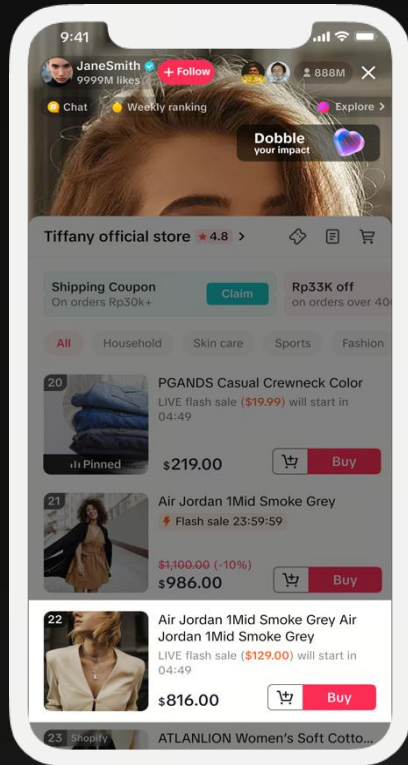 9:41
JaneSmith
9999M likes
+ Follow
888M
Chat
Weekly ranking
Explore >
Dobble
your impact
Tiffany official store ★ 4.8 >
Shipping Coupon
On orders Rp30k+
Claim
Rp33K off
on orders over 40
All
Household
Skin care
Sports
Fashion
20
Pinned
PGANDS Casual Crewneck Color
LIVE flash sale ($19.99) will start in
04:49
$219.00
Buy
21
Air Jordan 1Mid Smoke Grey
Flash sale 23:59:59
$1,100.00 (-10%)
$986.00
Buy
22
Air Jordan 1Mid Smoke Grey Air
Jordan 1Mid Smoke Grey
LIVE flash sale ($129.00) will start in
04:49
$816.00
Buy
23 Shopify
ATLANLION Women's Soft Cotto...